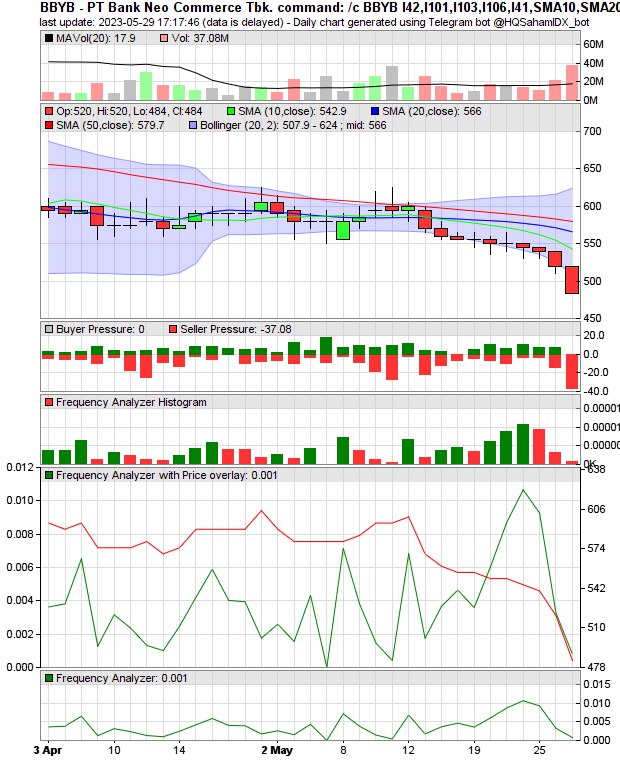 BBYB - PT Bank Neo Commerce Tbk. command: /c BBYB I42,I101,I103,I106,I41,SMA10,SMA20
last update: 2023-05-29 17:17:46 (data is delayed) - Daily chart generated using Telegram bot @HQSahamIDX_bot
MAVol(20): 17.9 Vol: 37.08M
60M
40M
20M
0M
Op:520, Hi:520, Lo:484, Cl:484 SMA (10,close): 542.9 SMA (20,close): 566
SMA (50,close): 579.7 Bollinger (20, 2): 507.9 - 624 ; mid: 566
700
650
600
550
500
450
Buyer Pressure: 0 Seller Pressure: -37.08
20.0
0.0
-20.0
-40.0
Frequency Analyzer Histogram
0.00001
0.00001
0.00000
0K
Frequency Analyzer with Price overlay: 0.001
0.012
0.010
0.008
0.006
0.004
0.002
0.000
638
606
574
542
510
478
Frequency Analyzer: 0.001
0.015
0.010
0.005
0.000
3 Apr 10 14 2 May 8 12 19 25